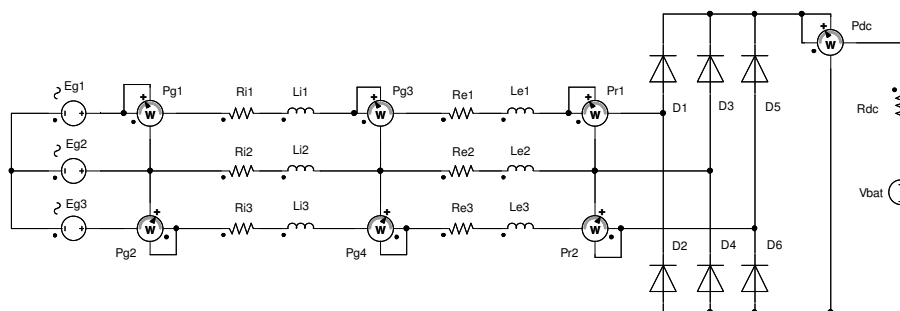 Pdc
Eg1
Pg1
Ri1
Li1
Pg3
Re1
Le1
Pr1
D1
D3
D5
Rdc
Eg2
Ri2
Li2
Re2
Le2
Vbat
Eg3
Ri3
Li3
Re3
Le3
Pg2
Pg4
Pr2
D2
D4
D6
W
W
W
W
W
W
W